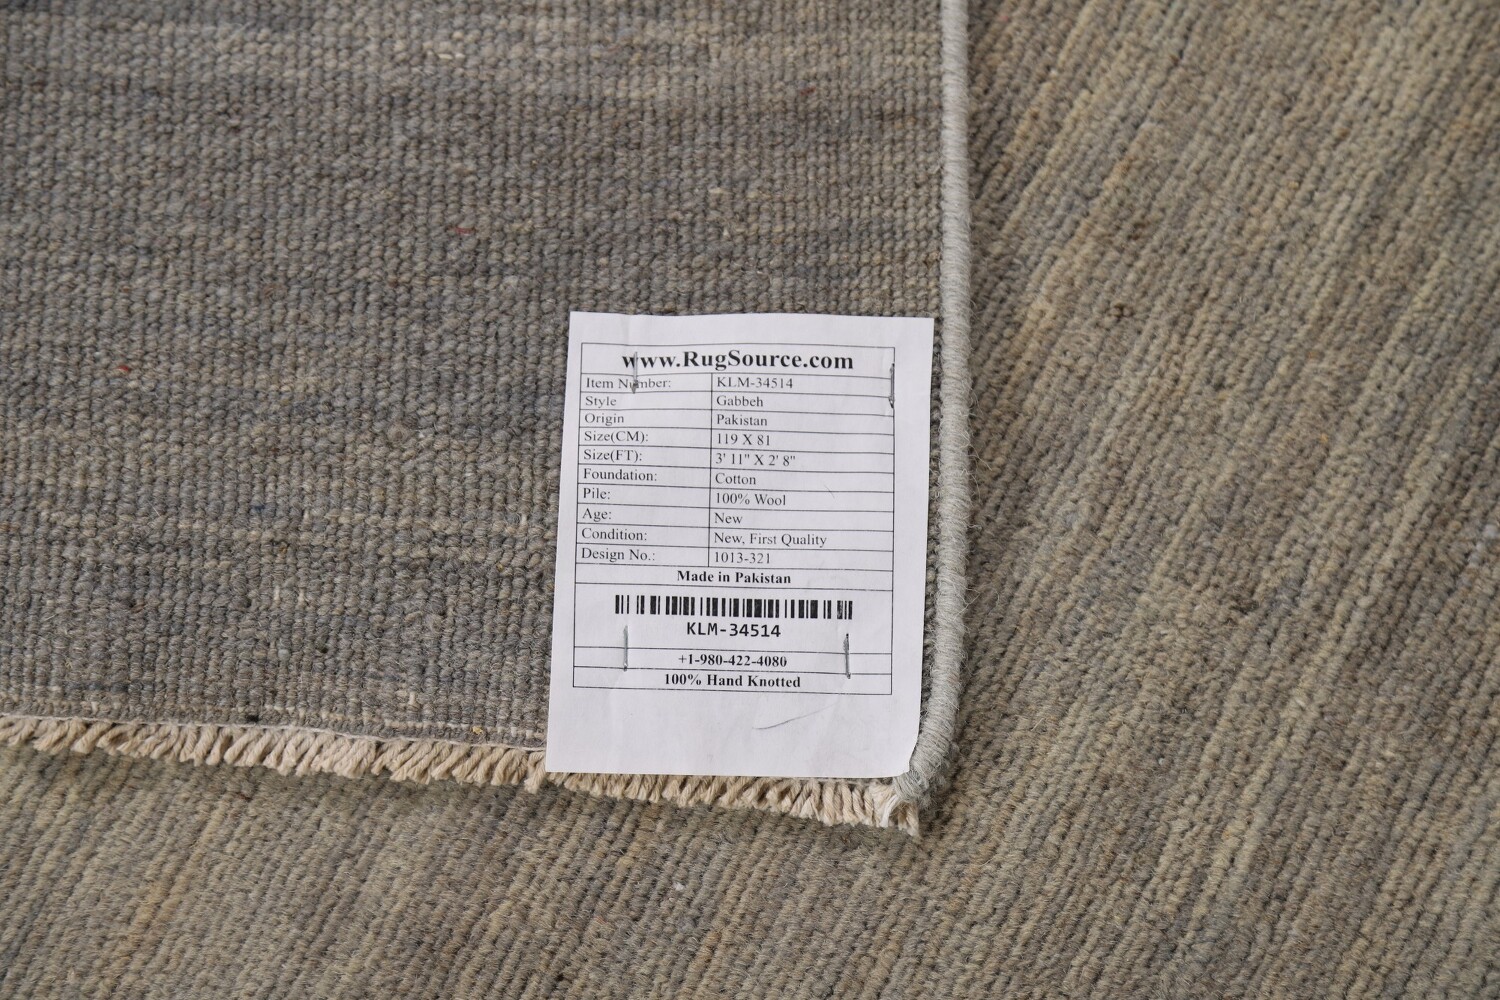 www.RugSource.com
Item Number: KLM-34514
Style Gabbeh
Origin Pakistan
Size(CM): 119 X 81
Size(FT): 3' 11" X 2' 8"
Foundation: Cotton
Pile: 100% Wool
Age: New
Condition: New, First Quality
Design No.: 1013-321
Made in Pakistan
KLM-34514
+1-980-422-4080
100% Hand Knotted